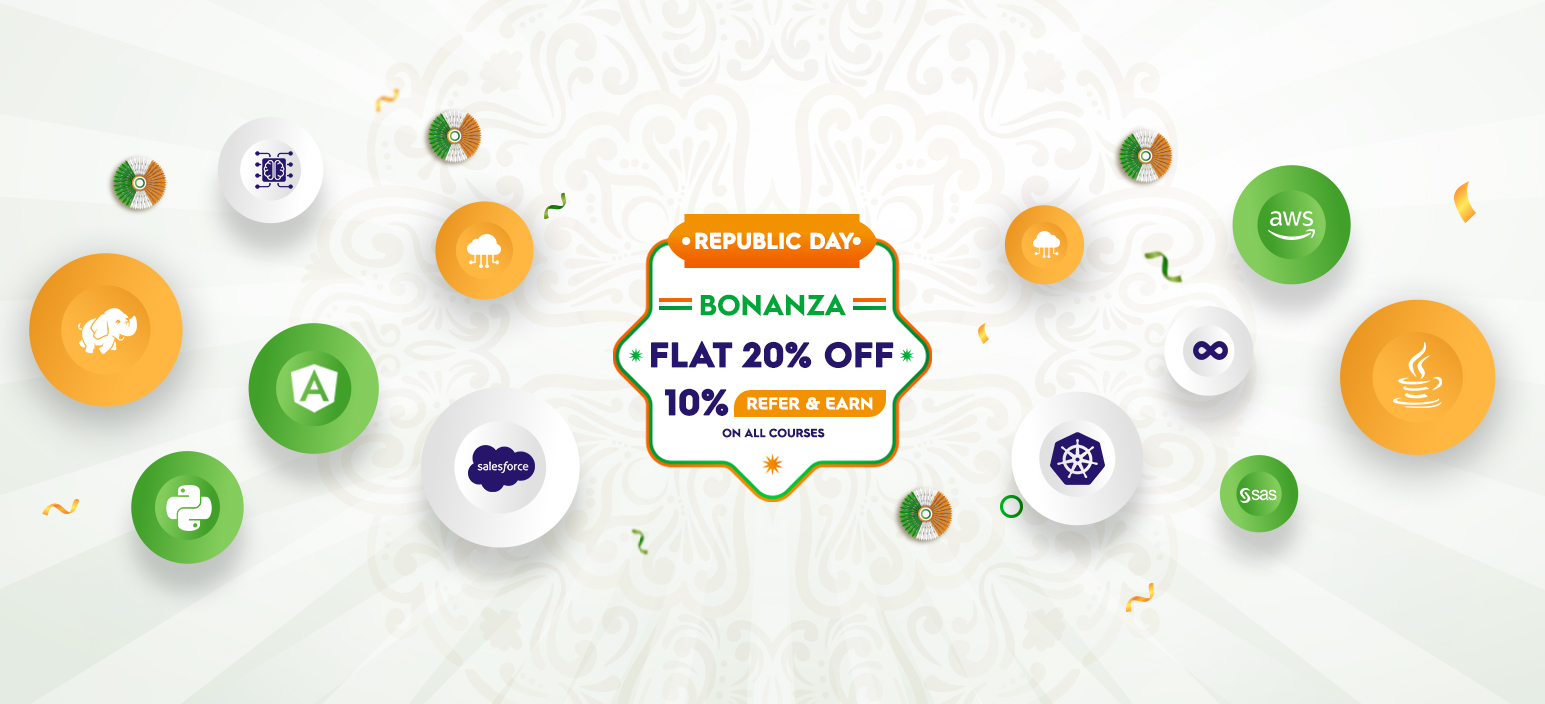 REPUBLIC DAY
BONANZA
FLAT 20% OFF
10% REFER & EARN
ON ALL COURSES
salesforce
aws
sas